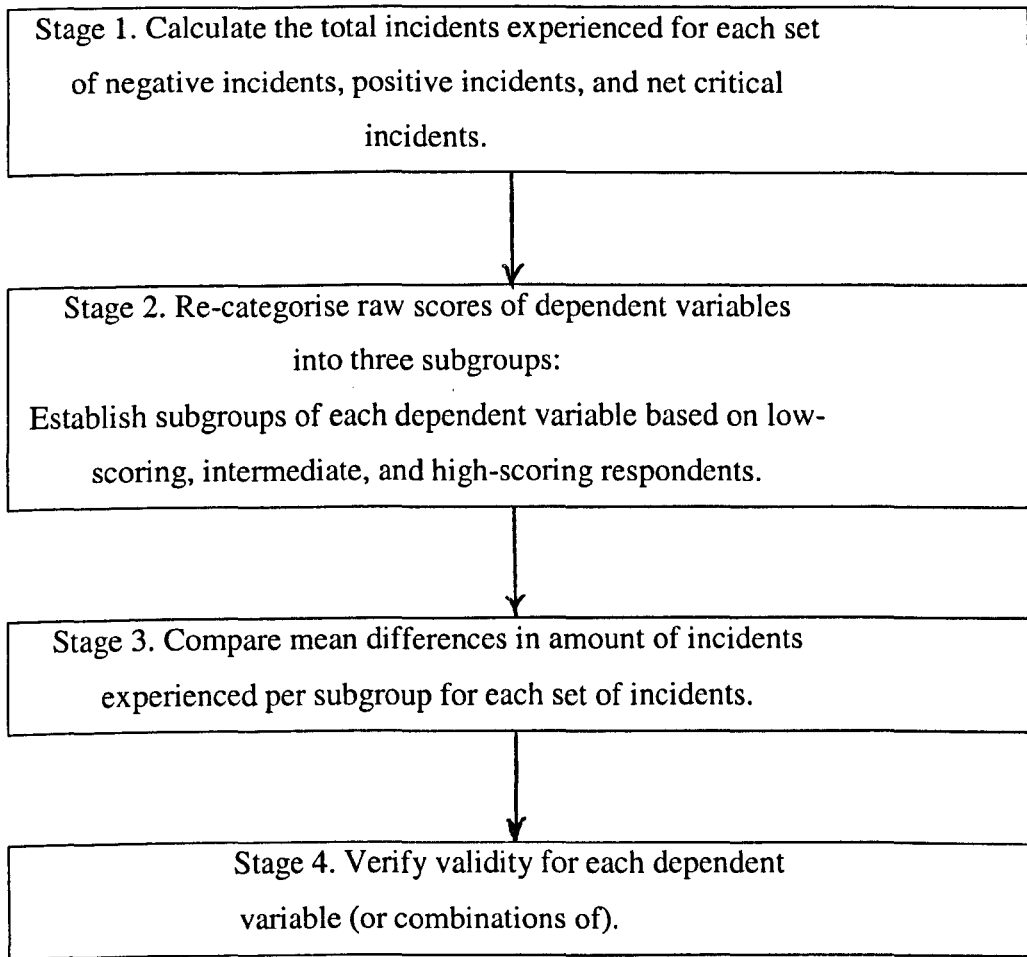 Stage 1. Calculate the total incidents experienced for each set
of negative incidents, positive incidents, and net critical
incidents.
Stage 2. Re-categorise raw scores of dependent variables
into three subgroups:
Establish subgroups of each dependent variable based on low-
scoring, intermediate, and high-scoring respondents.
Stage 3. Compare mean differences in amount of incidents
experienced per subgroup for each set of incidents.
Stage 4. Verify validity for each dependent
variable (or combinations of).